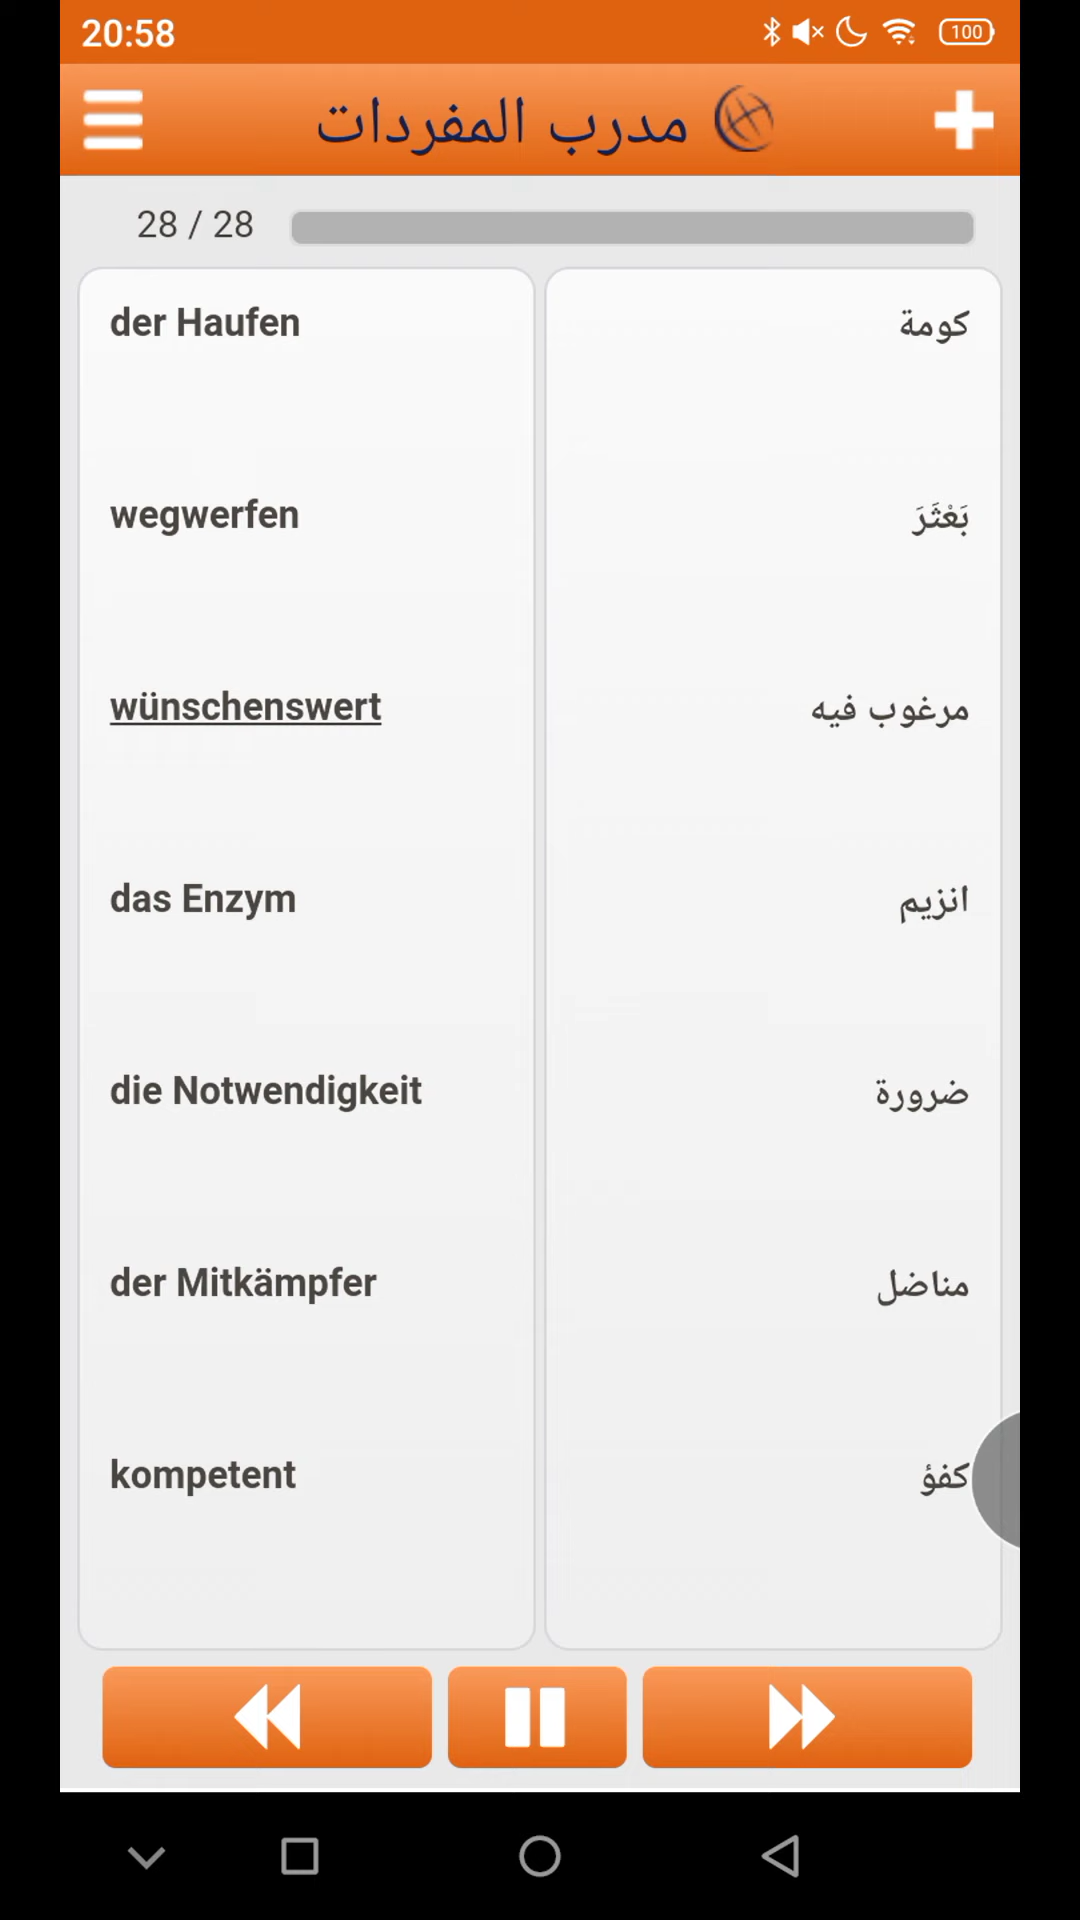 20:58
100
مدرب المفردات
28 / 28
der Haufen
كومة
wegwerfen
بَعْثَرَ
wünschenswert
مرغوب فيه
das Enzym
انزيم
die Notwendigkeit
ضرورة
der Mitkämpfer
مناضل
kompetent
كفؤ